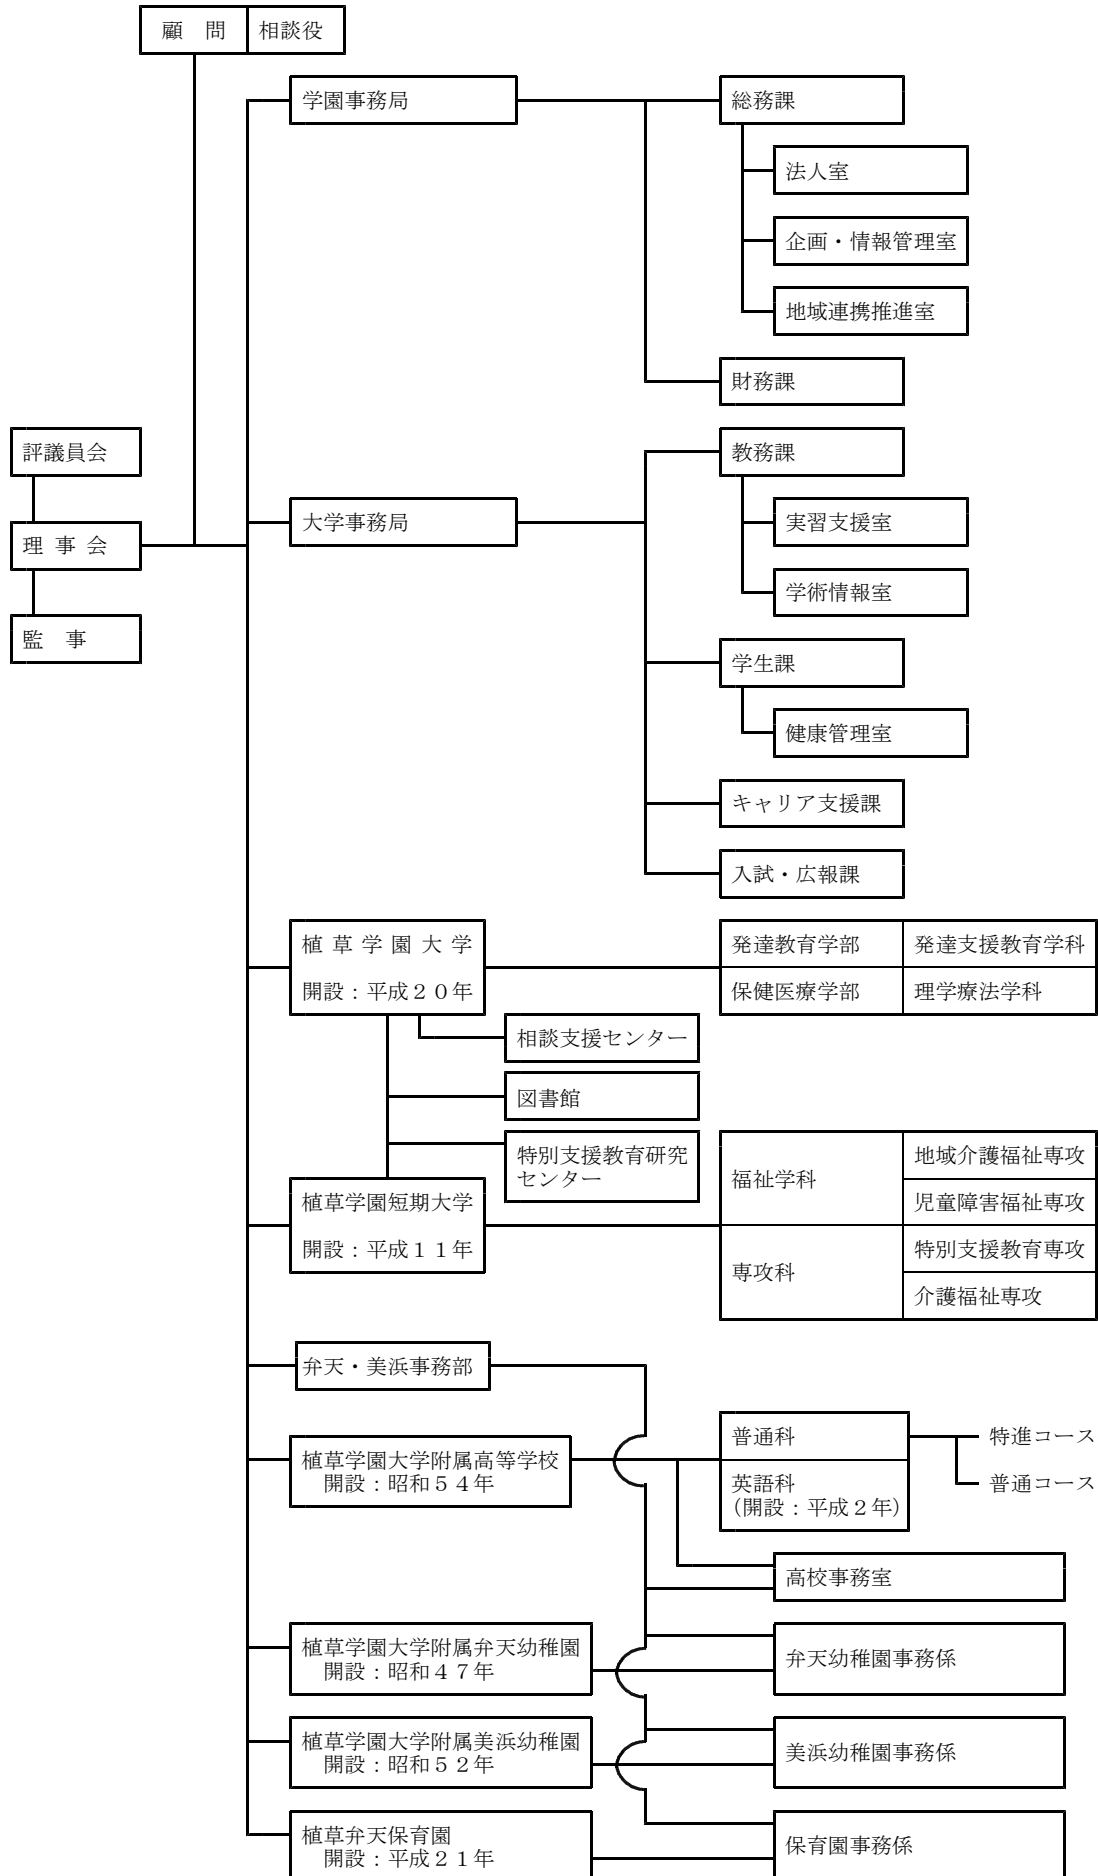 顧　問
相談役
学園事務局
総務課
法人室
企画・情報管理室
地域連携推進室
財務課
評議員会
理 事 会
監　事
大学事務局
教務課
実習支援室
学術情報室
学生課
健康管理室
キャリア支援課
入試・広報課
植 草 学 園 大 学
開設：平成２０年
発達教育学部
発達支援教育学科
保健医療学部
理学療法学科
相談支援センター
図書館
特別支援教育研究
センター
植草学園短期大学
開設：平成１１年
福祉学科
地域介護福祉専攻
児童障害福祉専攻
専攻科
特別支援教育専攻
介護福祉専攻
弁天・美浜事務部
植草学園大学附属高等学校
開設：昭和５４年
普通科
特進コース
普通コース
英語科
（開設：平成２年）
高校事務室
植草学園大学附属弁天幼稚園
開設：昭和４７年
弁天幼稚園事務係
植草学園大学附属美浜幼稚園
開設：昭和５２年
美浜幼稚園事務係
植草弁天保育園
開設：平成２１年
保育園事務係